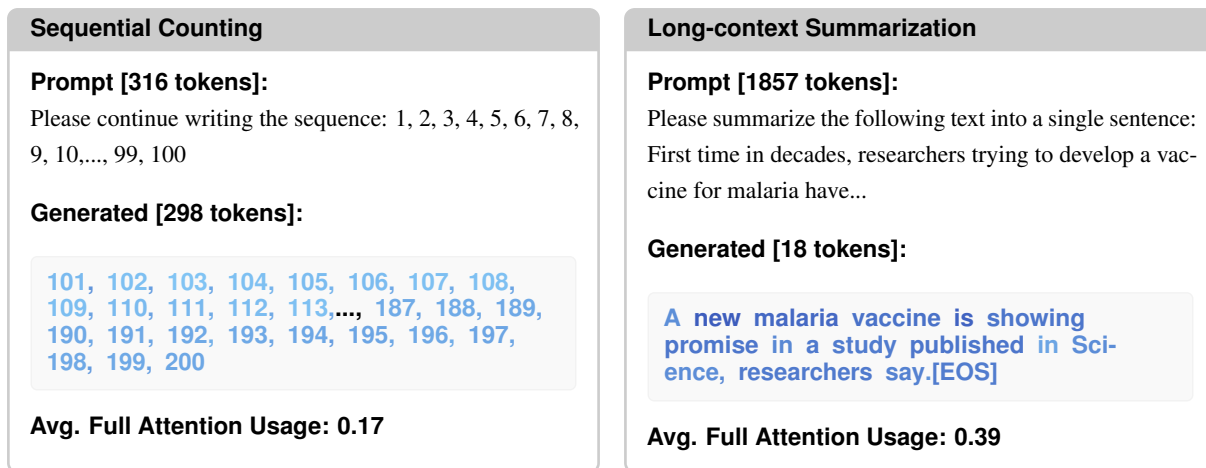 Sequential Counting
Prompt [316 tokens]:
Please continue writing the sequence: 1, 2, 3, 4, 5, 6, 7, 8,
9, 10,..., 99, 100
Generated [298 tokens]:
101, 102, 103, 104, 105, 106, 107, 108,
109, 110, 111, 112, 113,..., 187, 188, 189,
190, 191, 192, 193, 194, 195, 196, 197,
198, 199, 200
Avg. Full Attention Usage: 0.17
Long-context Summarization
Prompt [1857 tokens]:
Please summarize the following text into a single sentence:
First time in decades, researchers trying to develop a vac-
cine for malaria have...
Generated [18 tokens]:
A new malaria vaccine is showing
promise in a study published in Sci-
ence, researchers say.[EOS]
Avg. Full Attention Usage: 0.39